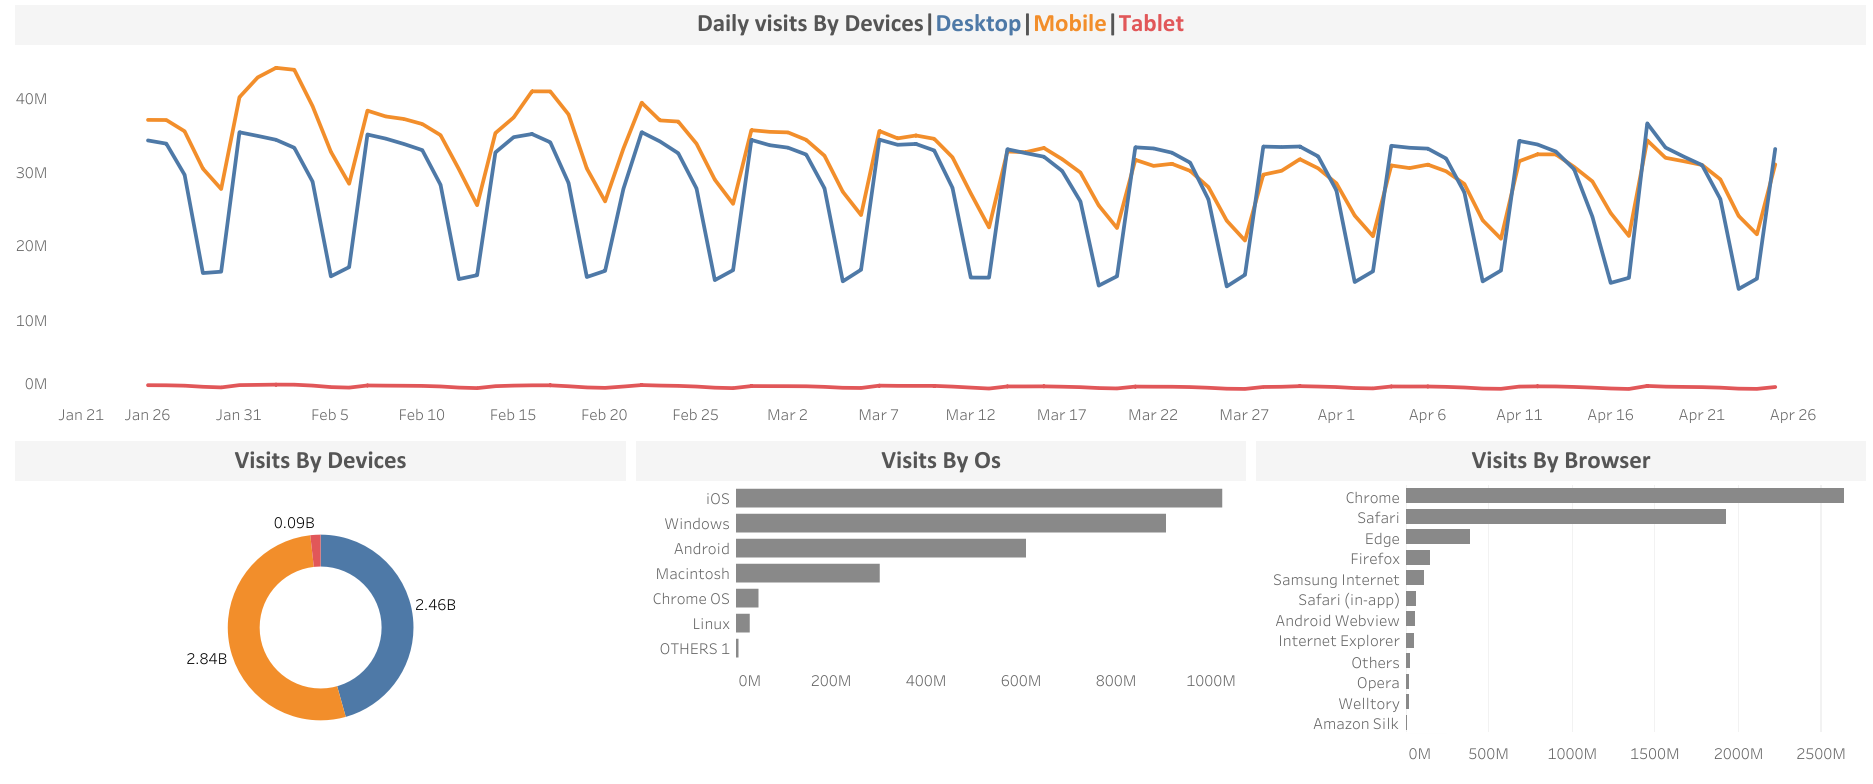 Daily visits By Devices|Desktop|Mobile|Tablet
40M
30M
20M
10M
0M
Jan 21 Jan 26 Jan 31 Feb 5 Feb 10 Feb 15 Feb 20 Feb 25 Mar 2 Mar 7 Mar 12 Mar 17 Mar 22 Mar 27 Apr 1 Apr 6 Apr 11 Apr 16 Apr 21 Apr 26
Visits By Devices
0.09B
2.46B
2.84B
Visits By Os
iOS
Windows
Android
Macintosh
Chrome OS
Linux
OTHERS 1
0M 200M 400M 600M 800M 1000M
Visits By Browser
Chrome
Safari
Edge
Firefox
Samsung Internet
Safari (in-app)
Android Webview
Internet Explorer
Others
Opera
Welltory
Amazon Silk
0M 500M 1000M 1500M 2000M 2500M